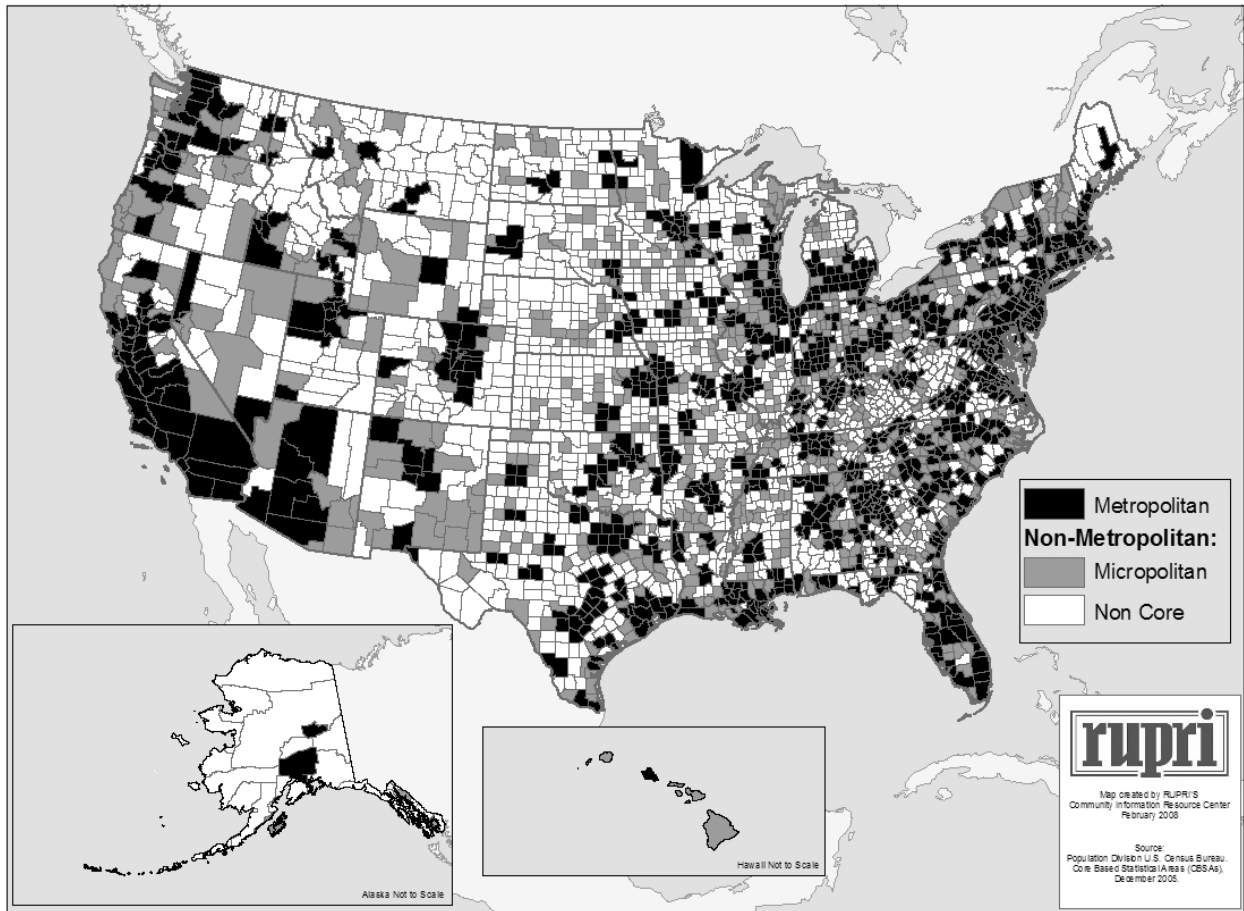 Metropolitan
Non-Metropolitan:
Micropolitan
Non Core
rupri
Map created by RUPRI'S
Community Information Resource Center
February 2008
Source:
Population Division U.S. Census Bureau.
Core Based Statistical Areas (CBSAs),
December 2005.
Alaska Not to Scale
Hawaii Not to Scale